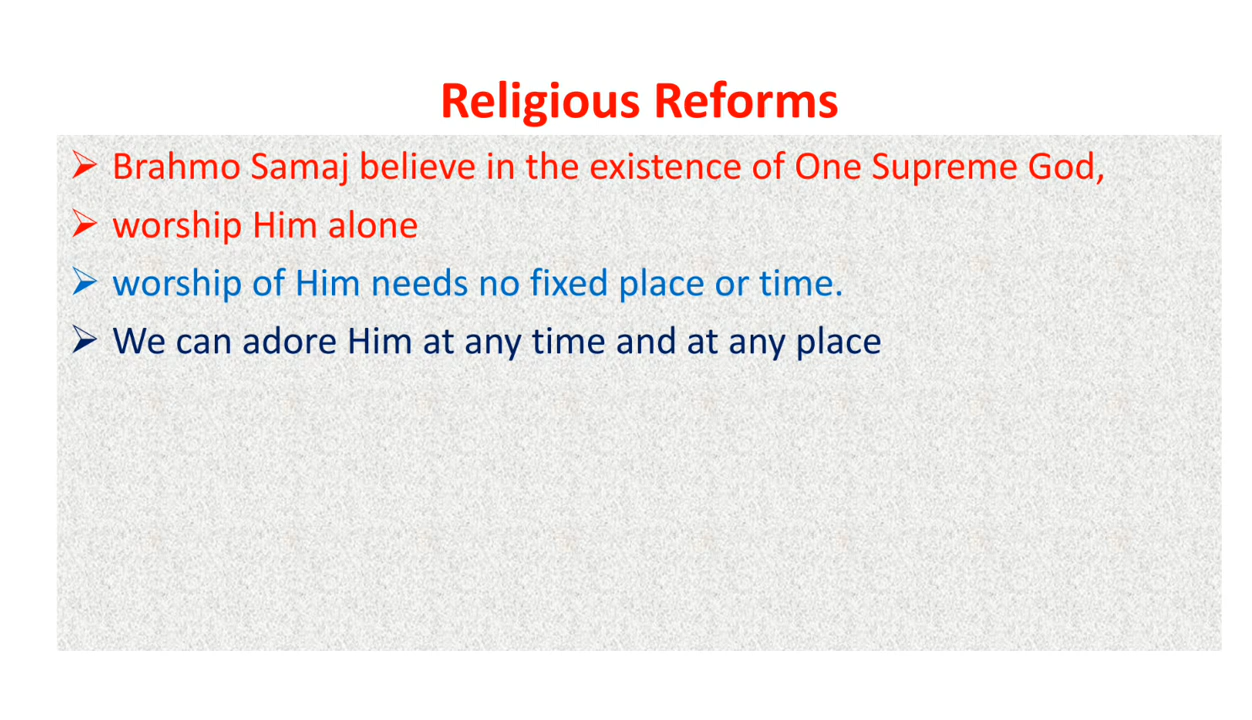 Religious Reforms
➢ Brahmo Samaj believe in the existence of One Supreme God,
➢ worship Him alone
➢ worship of Him needs no fixed place or time.
➢ We can adore Him at any time and at any place